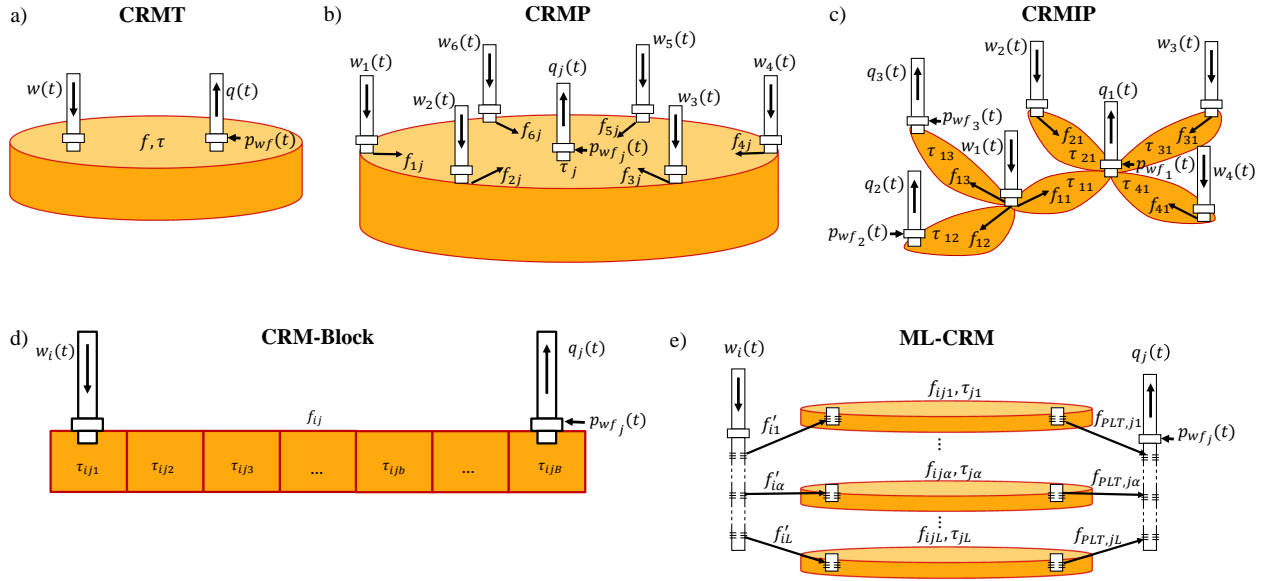 a)
CRMT
w(t)
q(t)
f, τ
p_wf(t)
b)
CRMP
w_1(t)
w_6(t)
w_2(t)
q_j(t)
w_5(t)
w_3(t)
w_4(t)
f_1j
f_6j
f_2j
p_wf_j(t)
τ_j
f_5j
f_3j
f_4j
c)
CRMIP
q_3(t)
w_2(t)
q_1(t)
w_3(t)
p_wf_3(t)
w_1(t)
f_21
f_31
τ_13
τ_21
τ_31
p_wf_1(t)
w_4(t)
q_2(t)
f_13
f_11
τ_11
τ_41
f_41
p_wf_2(t)
τ_12
f_12
d)
CRM-Block
w_i(t)
q_j(t)
f_ij
p_wf_j(t)
τ_ij1
τ_ij2
τ_ij3
...
τ_ijb
...
τ_ijB
e)
ML-CRM
w_i(t)
q_j(t)
f_ij1, τ_j1
f'_i1
f_PLT,j1
p_wf_j(t)
⋮
f_ijα, τ_jα
f'_iα
f_PLT,jα
⋮
f_ijL, τ_jL
f'_iL
f_PLT,jL